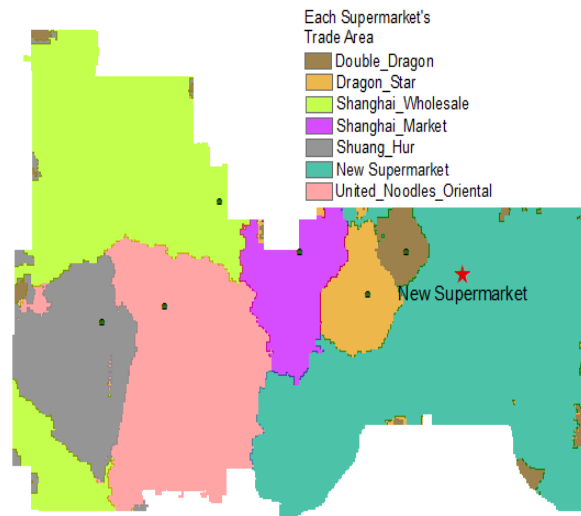 Each Supermarket's
Trade Area
Double_Dragon
Dragon_Star
Shanghai_Wholesale
Shanghai_Market
Shuang_Hur
New Supermarket
United_Noodles_Oriental
New Supermarket